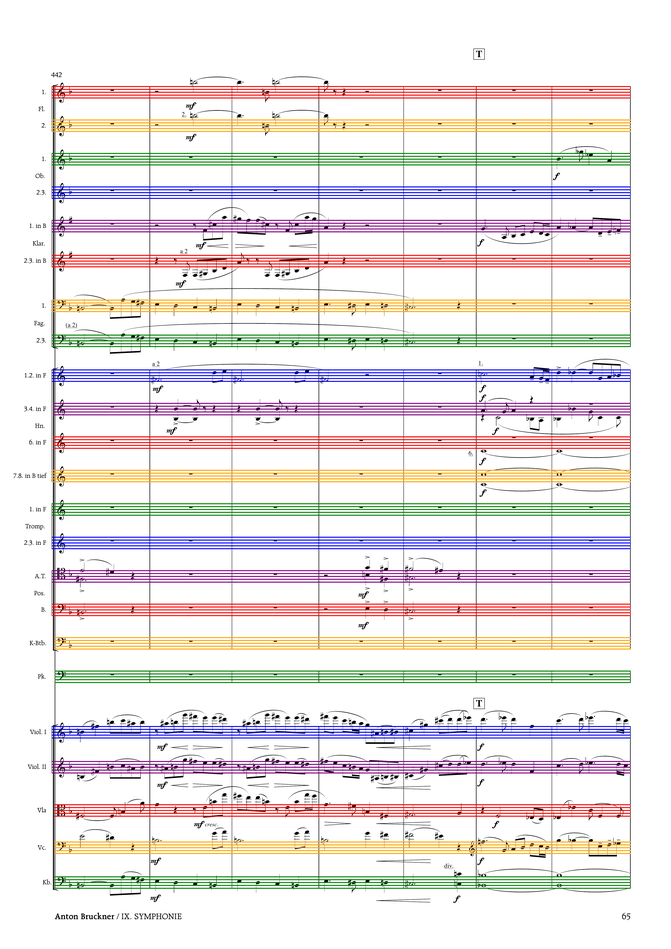 T
442
1.
Fl.
2.
mf
2.
mf
1.
Ob.
f
2.3.
1. in B
Klar.
mf
f
2.3. in B
a 2
mf
1.
Fag.
(a 2)
2.3.
1.2. in F
a 2
mf
1.
f
3.4. in F
Hn.
mf
f
f
6. in F
6.
f
7.8. in B tief
f
1. in F
Tromp.
2.3. in F
A.T.
Pos.
mf
B.
mf
K-Btb.
Pk.
T
Viol. I
mf
f
Viol. II
mf
f
Vla
mf cresc.
f
Vc.
mf
f
div.
Kb.
mf
f
Anton Bruckner / IX. SYMPHONIE
65